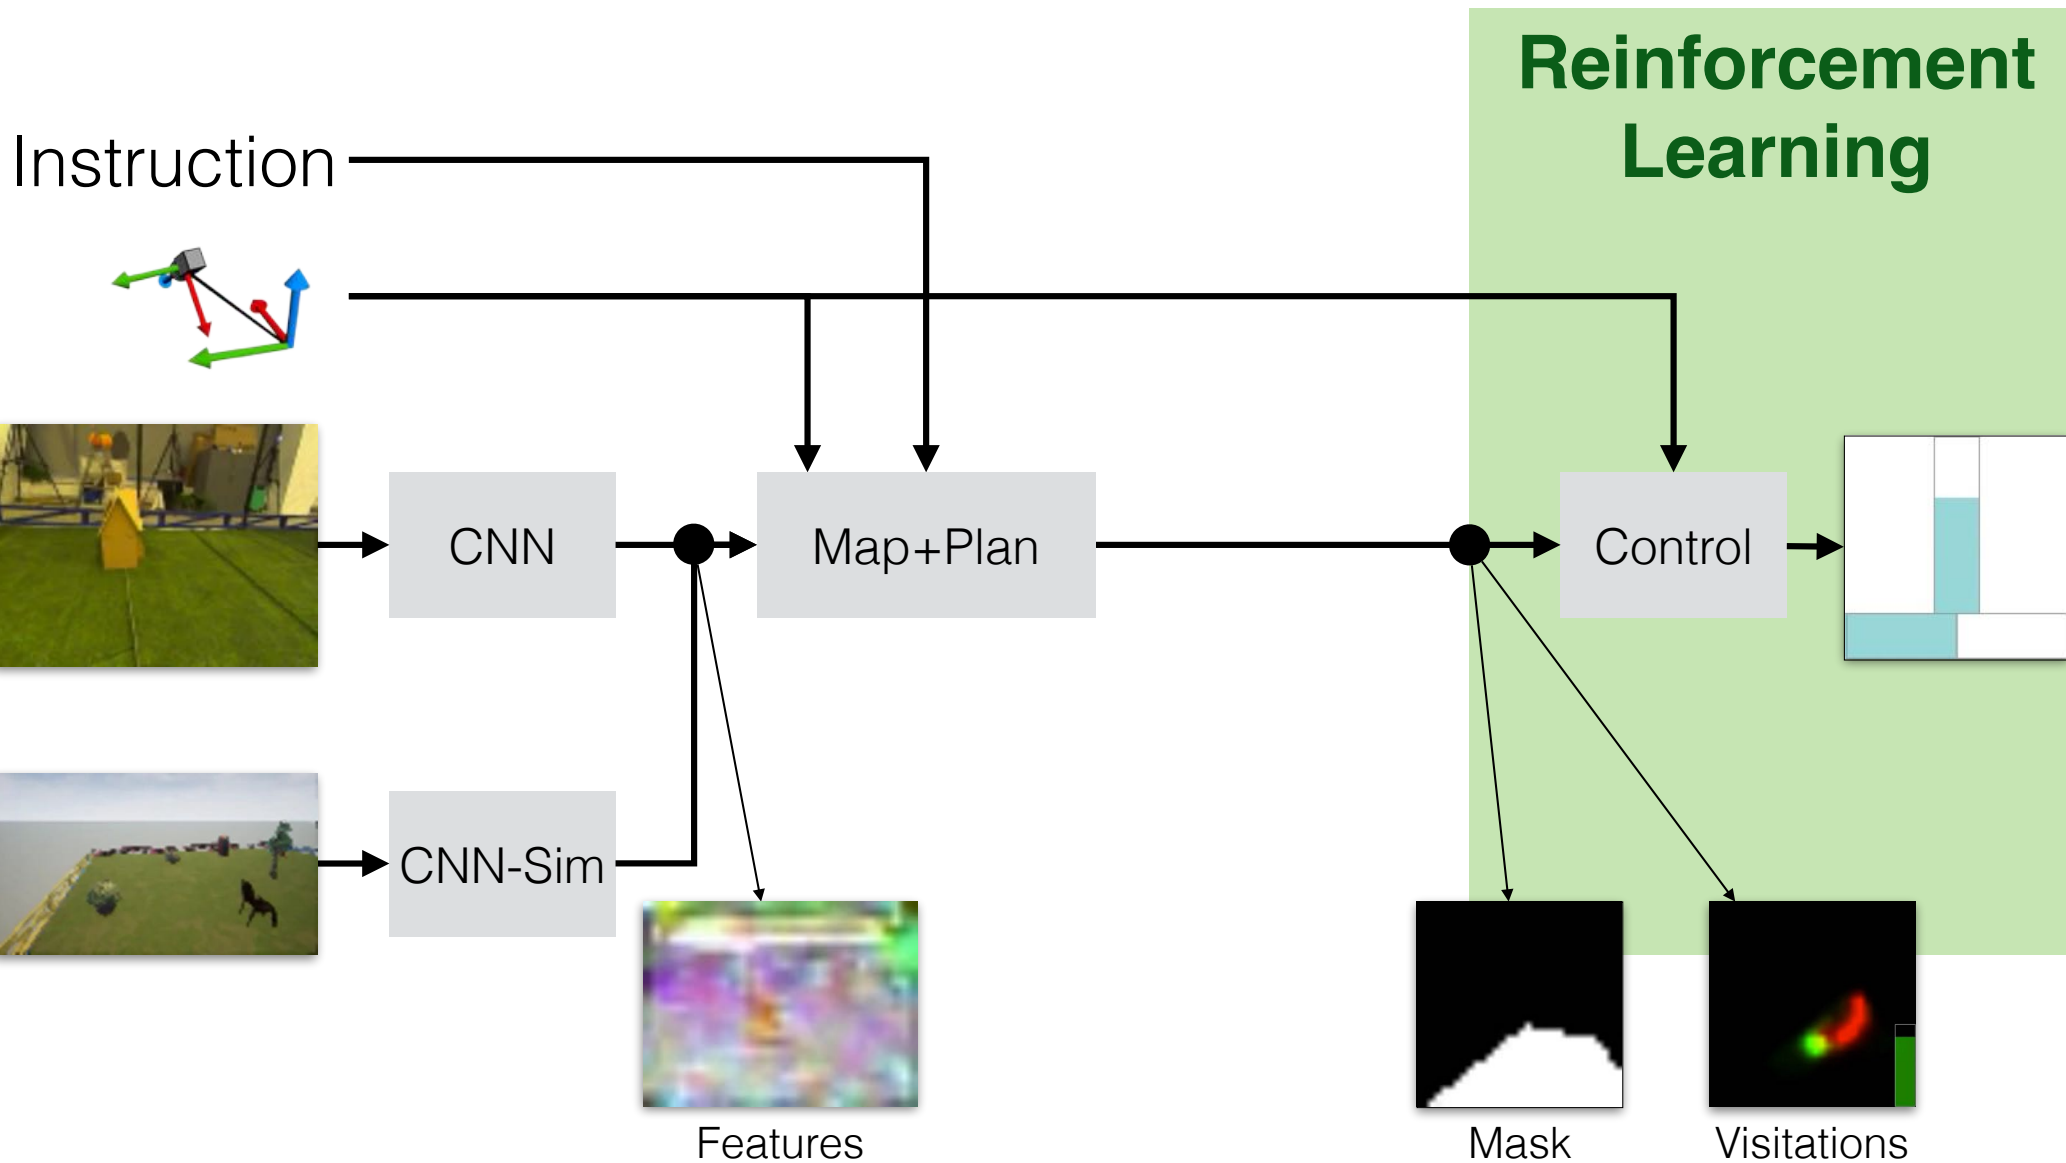 Reinforcement
Learning
Instruction
CNN
Map+Plan
Control
CNN-Sim
Features
Mask
Visitations